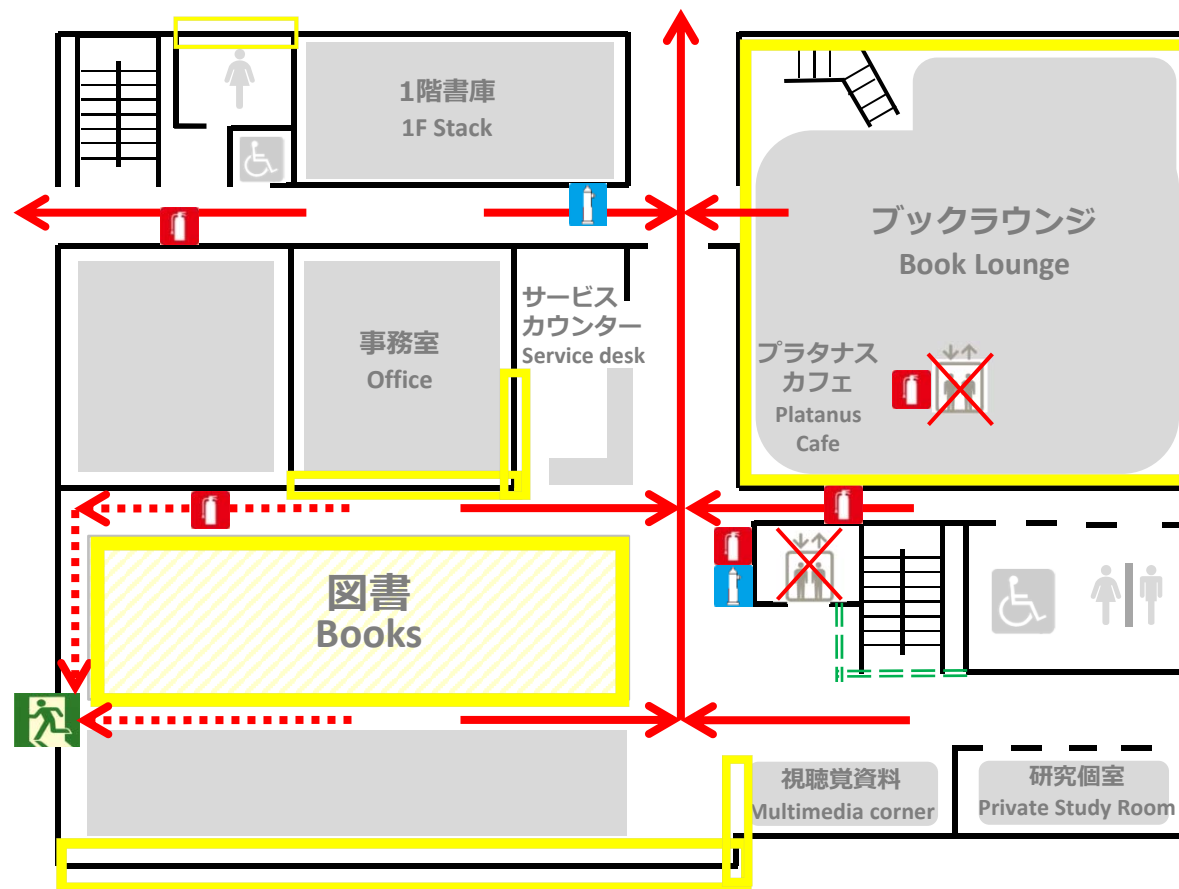 1階書庫
1F Stack
ブックラウンジ
Book Lounge
サービス
カウンター
Service desk
事務室
Office
プラタナス
カフェ
Platanus
Cafe
図書
Books
視聴覚資料
Multimedia corner
研究個室
Private Study Room